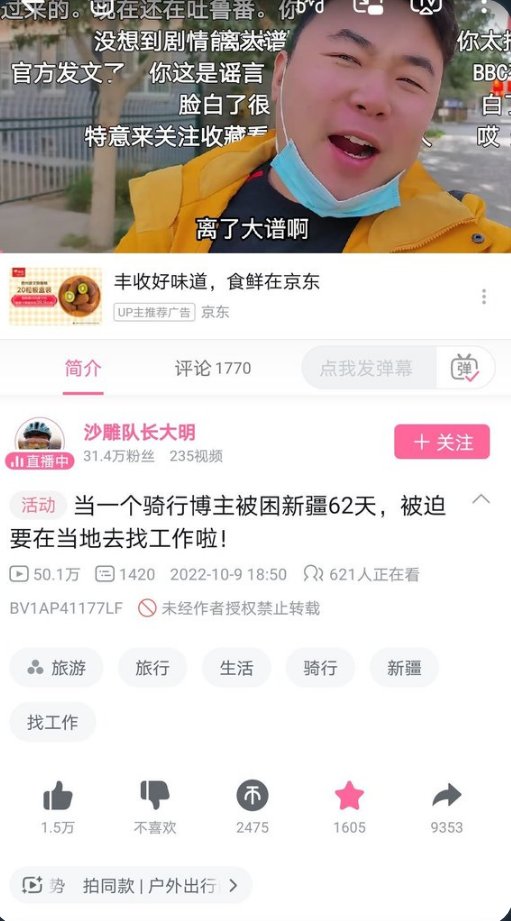 过来的。现在还在吐鲁番。你
没想到剧情能离大谱
你太
官方发文了？
你这是谣言
BBC
脸白了很
特意来关注收藏
哎
离了大谱啊
丰收好味道，食鲜在京东
UP主推荐广告
京东
简介
评论 1770
点我发弹幕
弹
沙雕队长大明
直播中
31.4万粉丝
235视频
＋ 关注
活动
当一个骑行博主被困新疆62天，被迫
要在当地去找工作啦！
50.1万
1420
2022-10-9 18:50
621人正在看
BV1AP41177LF
未经作者授权禁止转载
旅游
旅行
生活
骑行
新疆
找工作
1.5万
不喜欢
2475
1605
9353
势
拍同款 | 户外出行